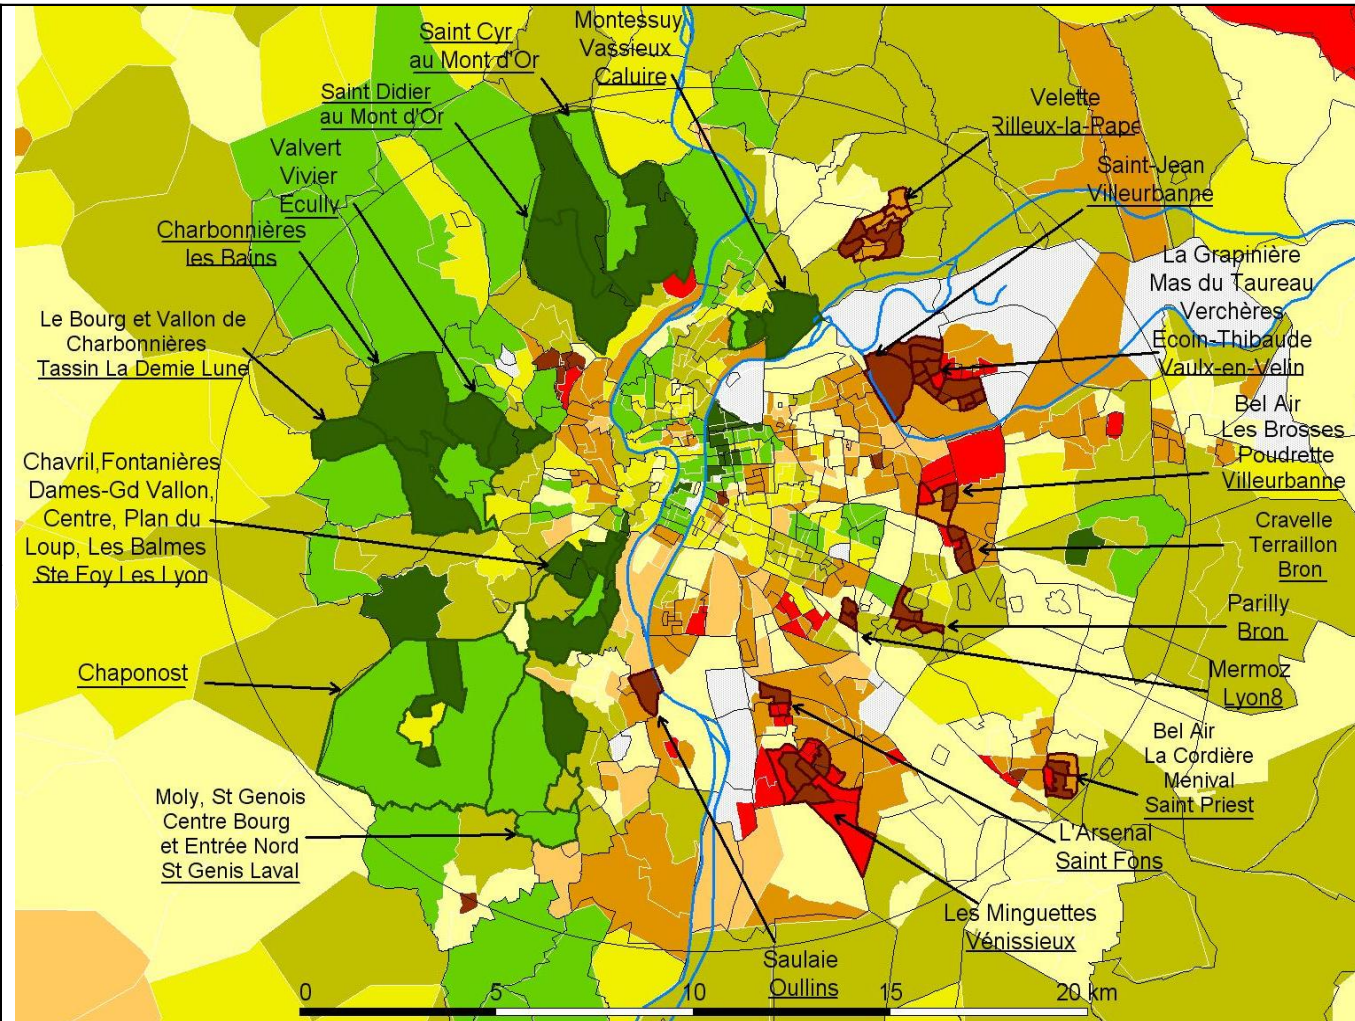 Saint Cyr
au Mont d'Or
Montessuy
Vassieux
Caluire
Saint Didier
au Mont d'Or
Valvert
Vivier
Ecully
Charbonnières
les Bains
Le Bourg et Vallon de
Charbonnières
Tassin La Demie Lune
Chavril,Fontanières
Dames-Gd Vallon,
Centre, Plan du
Loup, Les Balmes
Ste Foy Les Lyon
Chaponost
Moly, St Genois
Centre Bourg
et Entrée Nord
St Genis Laval
Velette
Rilleux-la-Pape
Saint-Jean
Villeurbanne
La Grapinière
Mas du Taureau
Verchères
Ecoin-Thibaude
Vaulx-en-Velin
Bel Air
Les Brosses
Poudrette
Villeurbanne
Cravelle
Terraillon
Bron
Parilly
Bron
Mermoz
Lyon8
Bel Air
La Cordière
Ménival
Saint Priest
L'Arsenal
Saint Fons
Les Minguettes
Vénissieux
Saulaie
Oullins
0 5 10 15 20 km